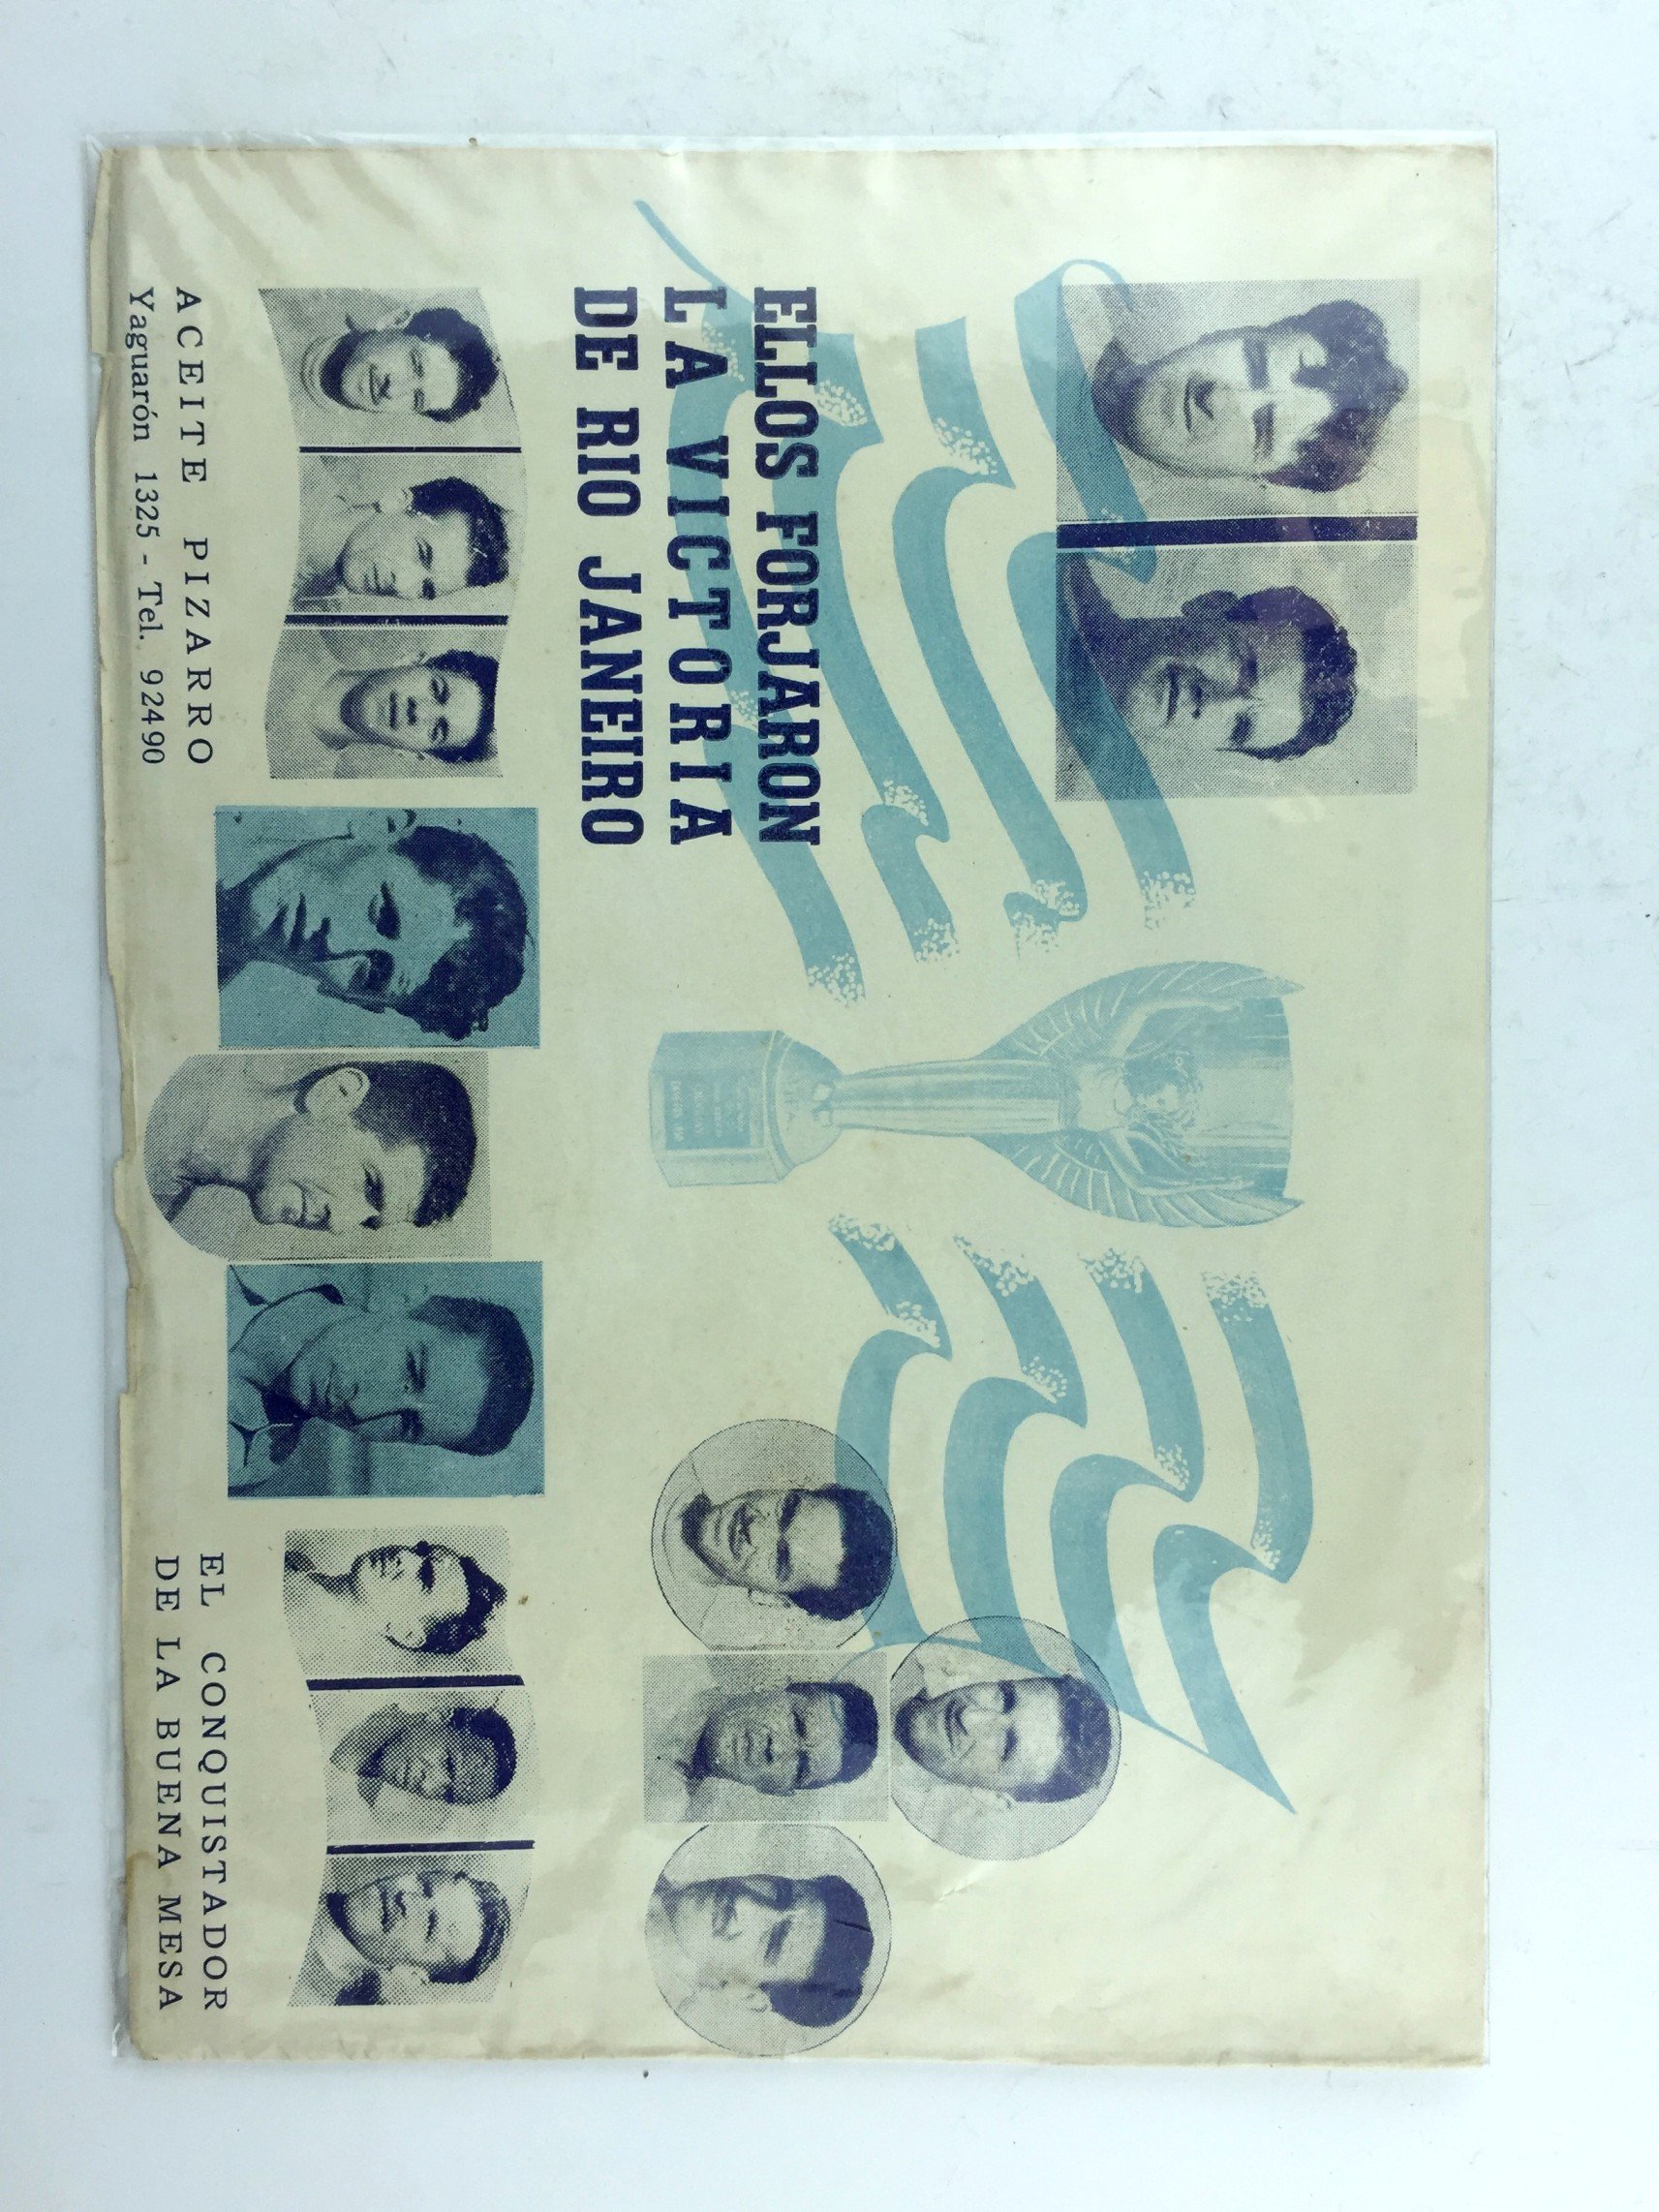 ELLOS FORJARON
LA VICTORIA
DE RIO JANEIRO
ACEITE PIZARRO
Yaguarón 1325 - Tel. 92490
EL CONQUISTADOR
DE LA BUENA MESA